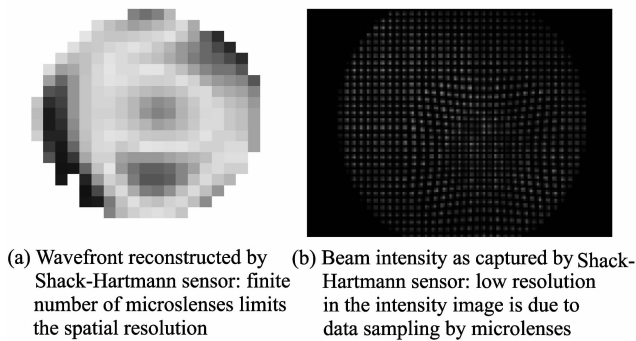 (a) Wavefront reconstructed by
Shack-Hartmann sensor: finite
number of microslenses limits
the spatial resolution
(b) Beam intensity as captured by Shack-
Hartmann sensor: low resolution
in the intensity image is due to
data sampling by microlenses